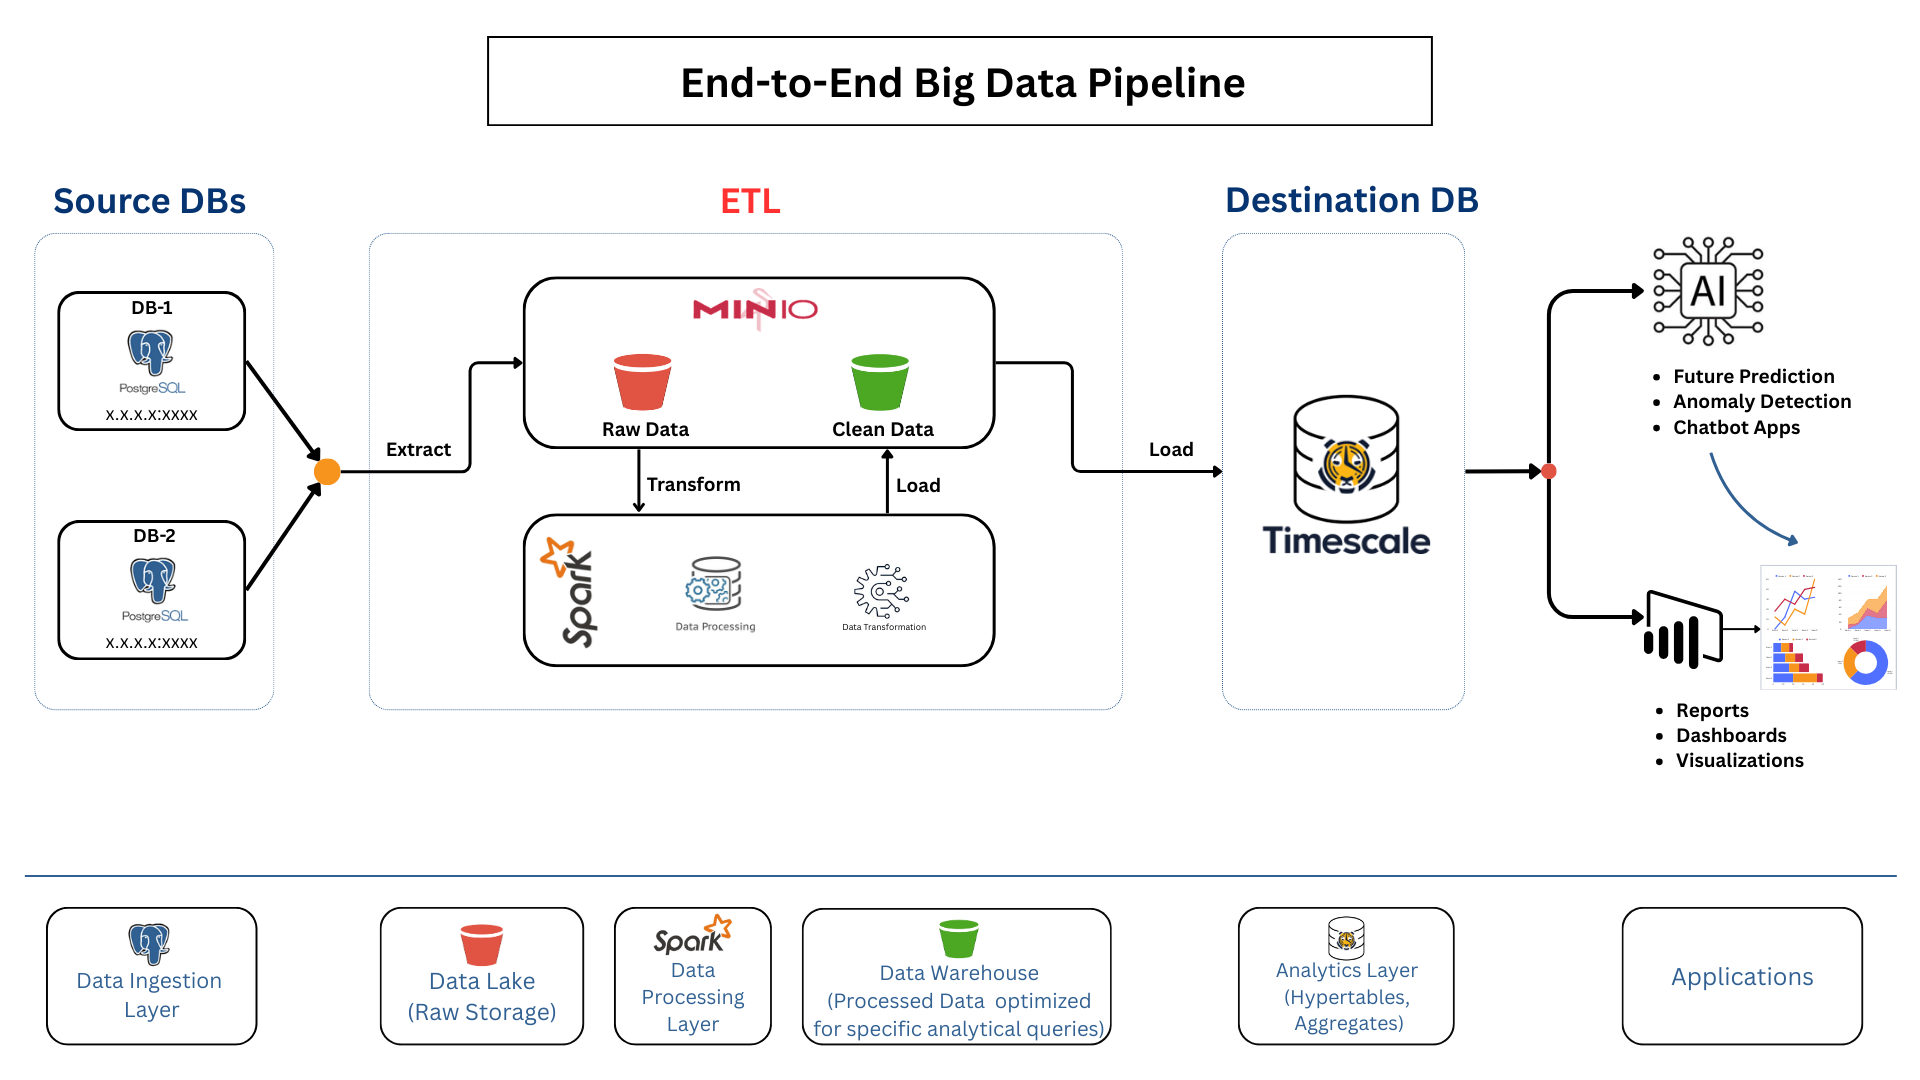 End-to-End Big Data Pipeline
Source DBs
ETL
Destination DB
DB-1
PostgreSQL
x.x.x.x:xxxx
DB-2
PostgreSQL
x.x.x.x:xxxx
Extract
MINIO
Raw Data
Clean Data
Transform
Load
Spark
Data Processing
Data Transformation
Load
Timescale
AI
Future Prediction
Anomaly Detection
Chatbot Apps
Reports
Dashboards
Visualizations
Data Ingestion
Layer
Data Lake
(Raw Storage)
Spark
Data
Processing
Layer
Data Warehouse
(Processed Data optimized
for specific analytical queries)
Analytics Layer
(Hypertables,
Aggregates)
Applications